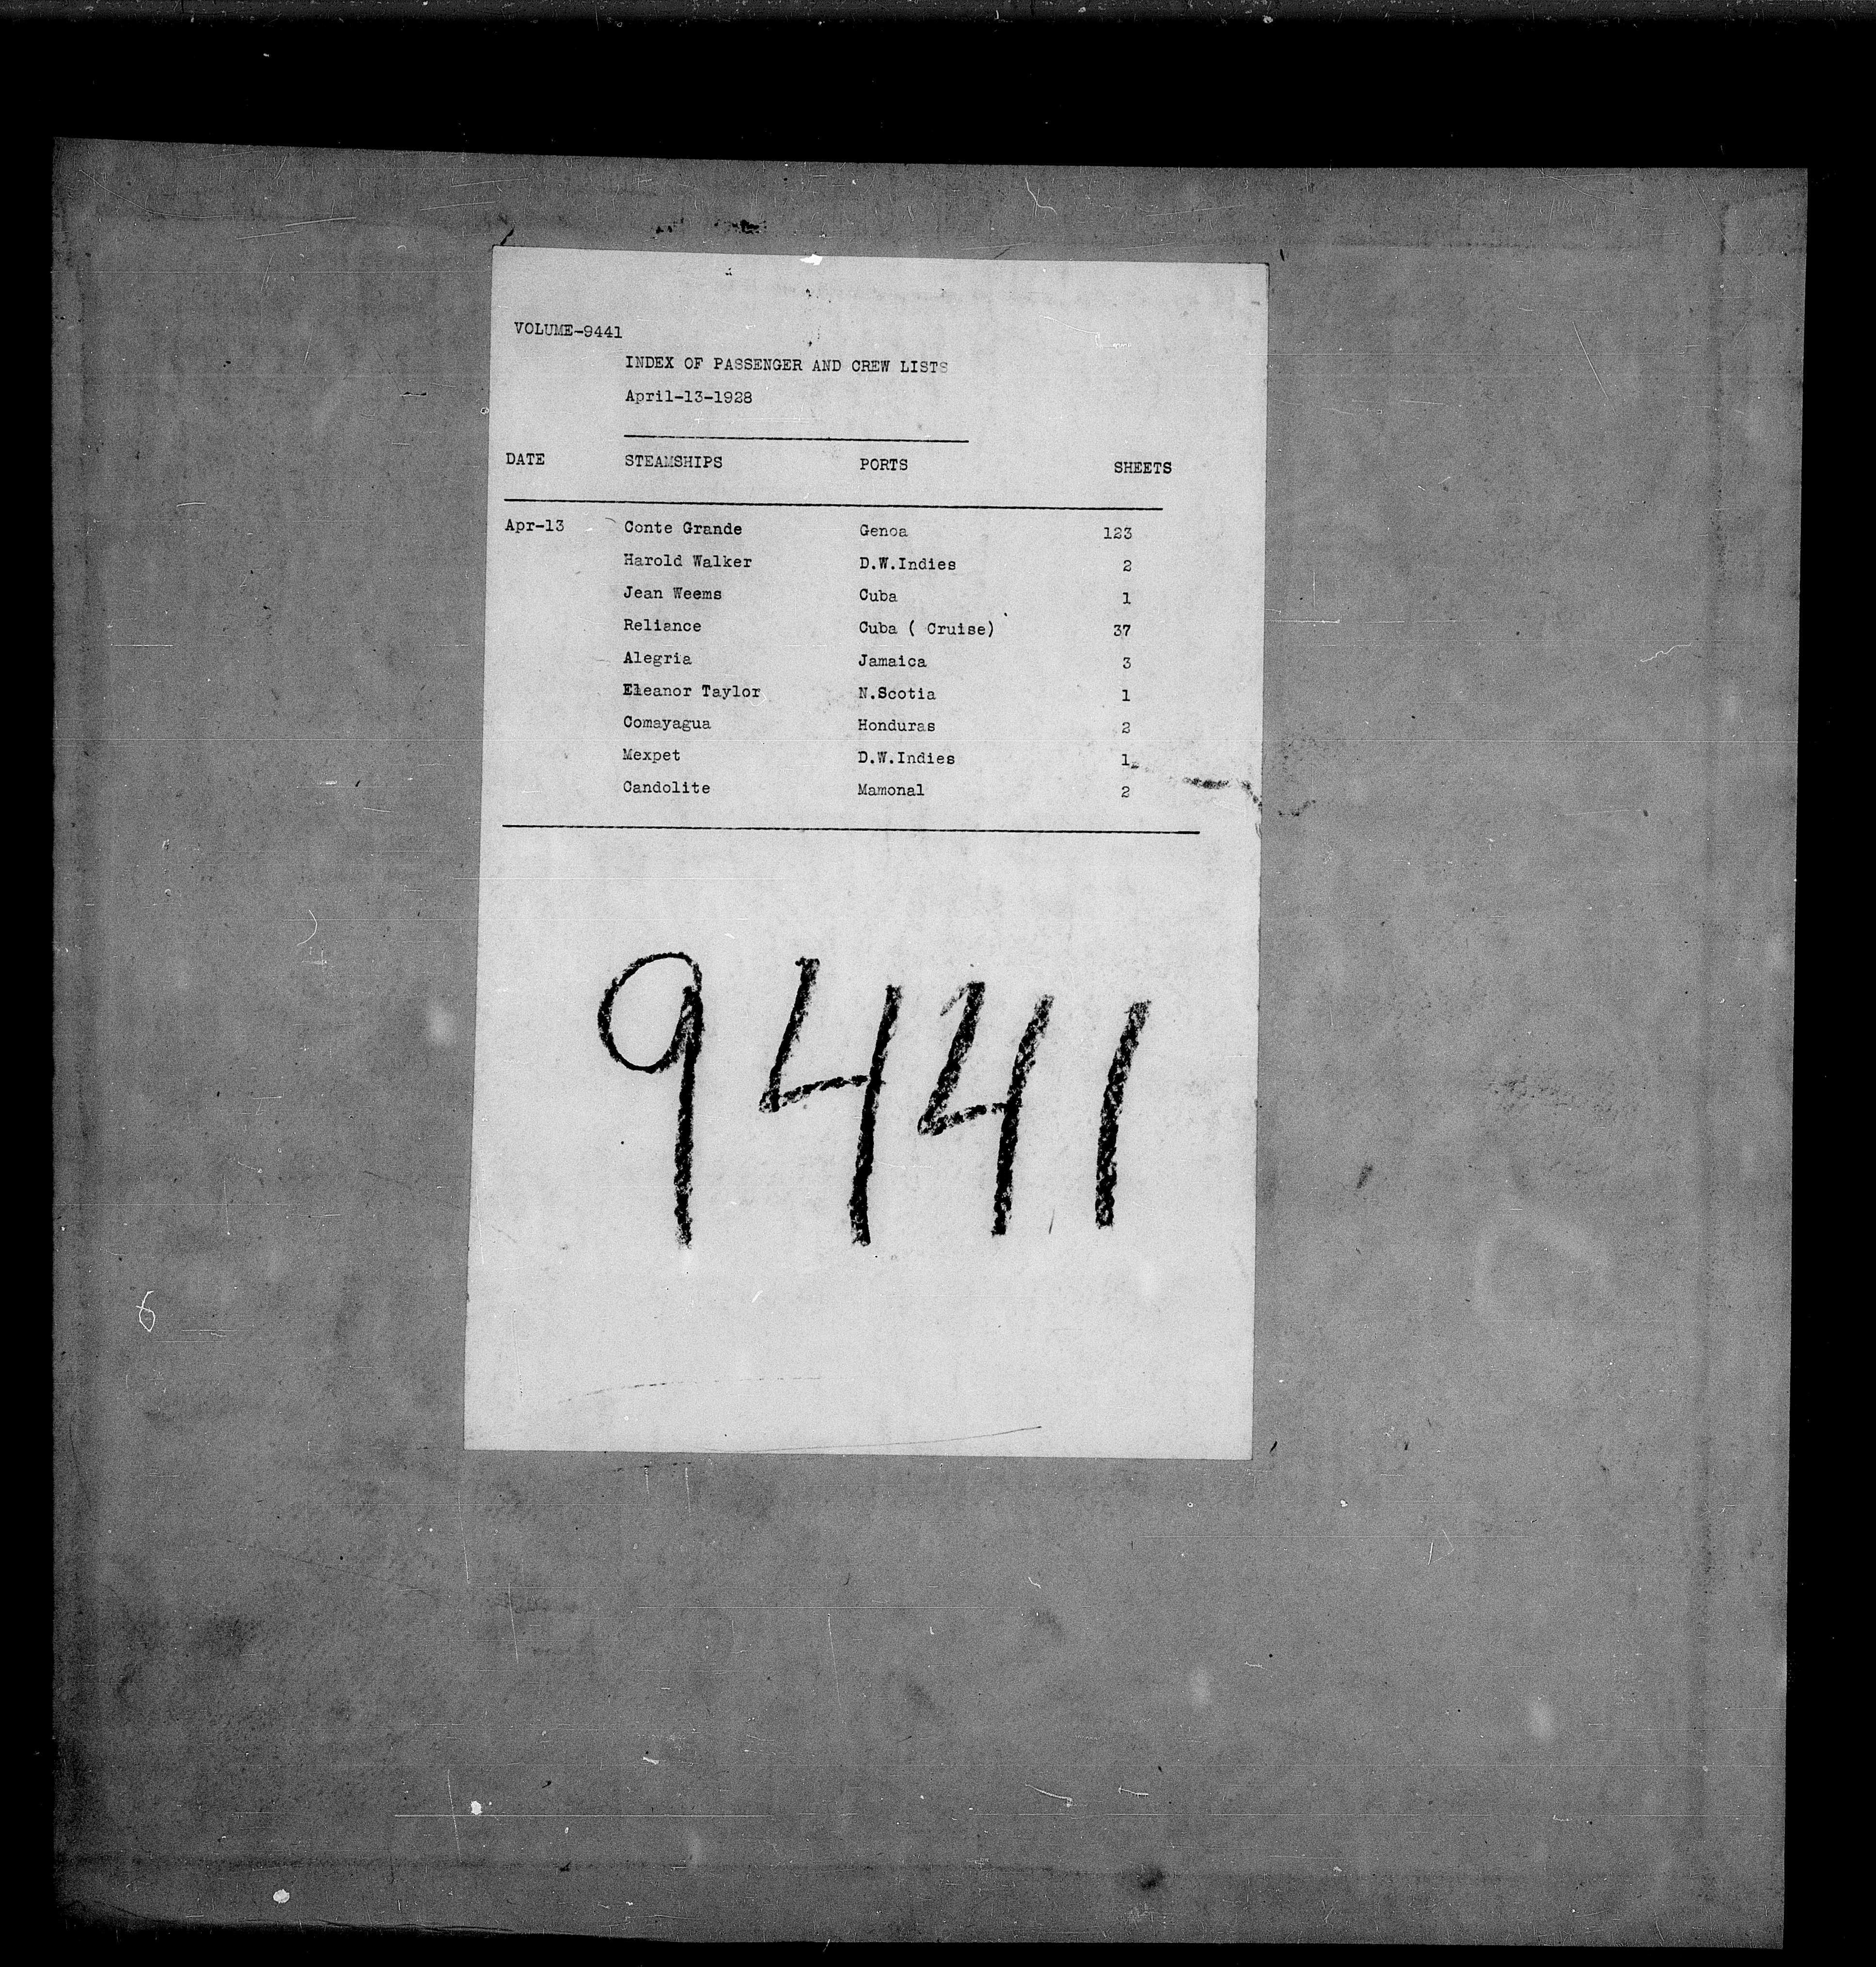 VOLUME-9441
INDEX OF PASSENGER AND CREW LISTS
April-13-1928
DATE STEAMSHIPS PORTS SHEETS
Apr-13 Conte Grande Genoa 123
Harold Walker D.W.Indies 2
Jean Weems Cuba 1
Reliance Cuba ( Cruise) 37
Alegria Jamaica 3
Eleanor Taylor N.Scotia 1
Comayagua Honduras 2
Mexpet D.W.Indies 1
Candolite Mamonal 2
9441